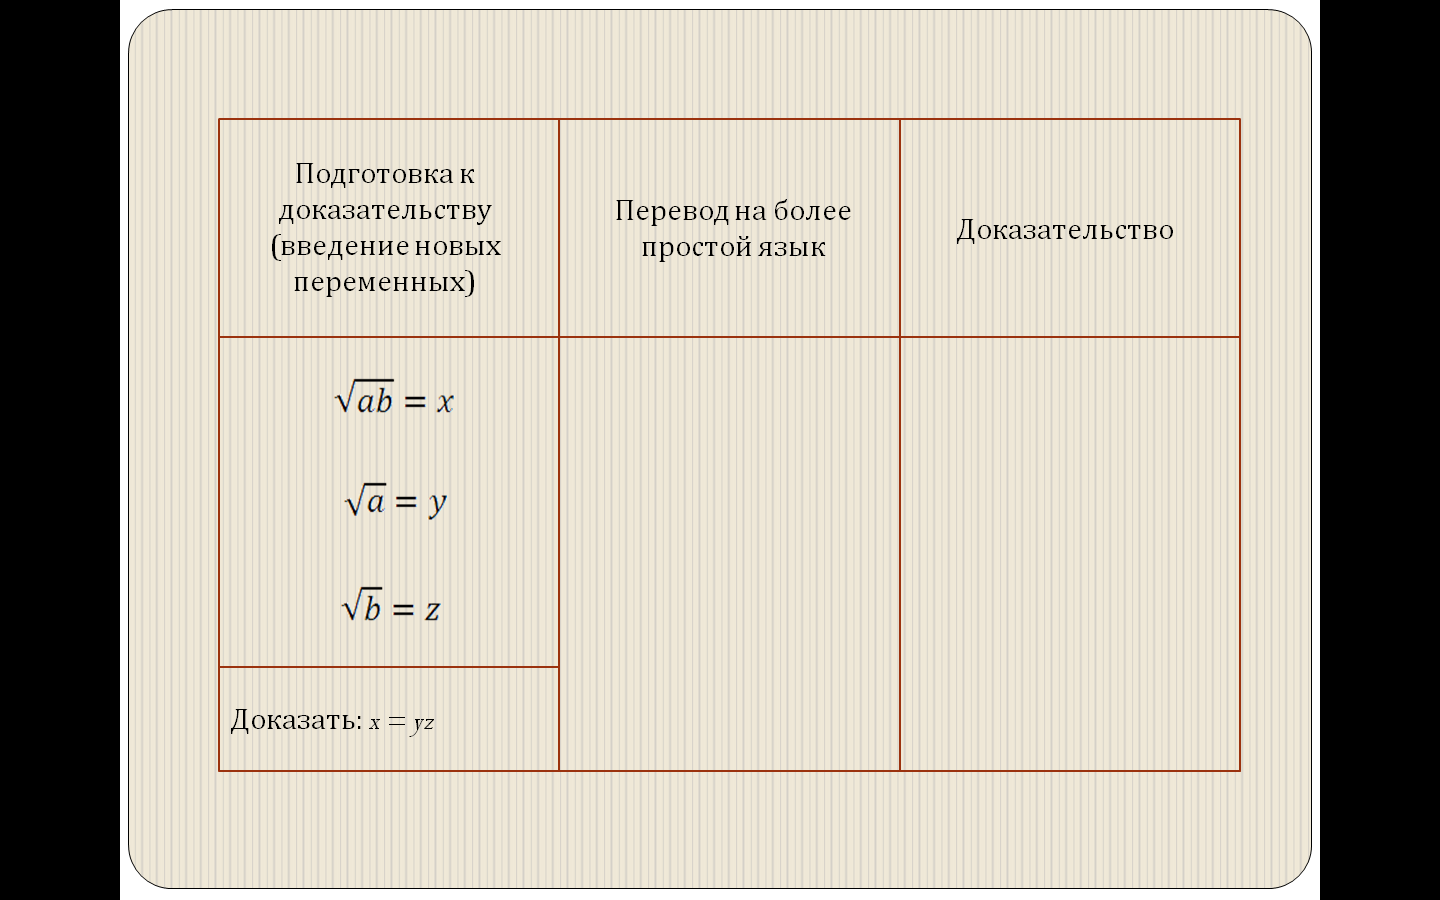 Подготовка к
доказательству
(введение новых
переменных)
Перевод на более
простой язык
Доказательство
√ab = x
√a = y
√b = z
Доказать: x = yz